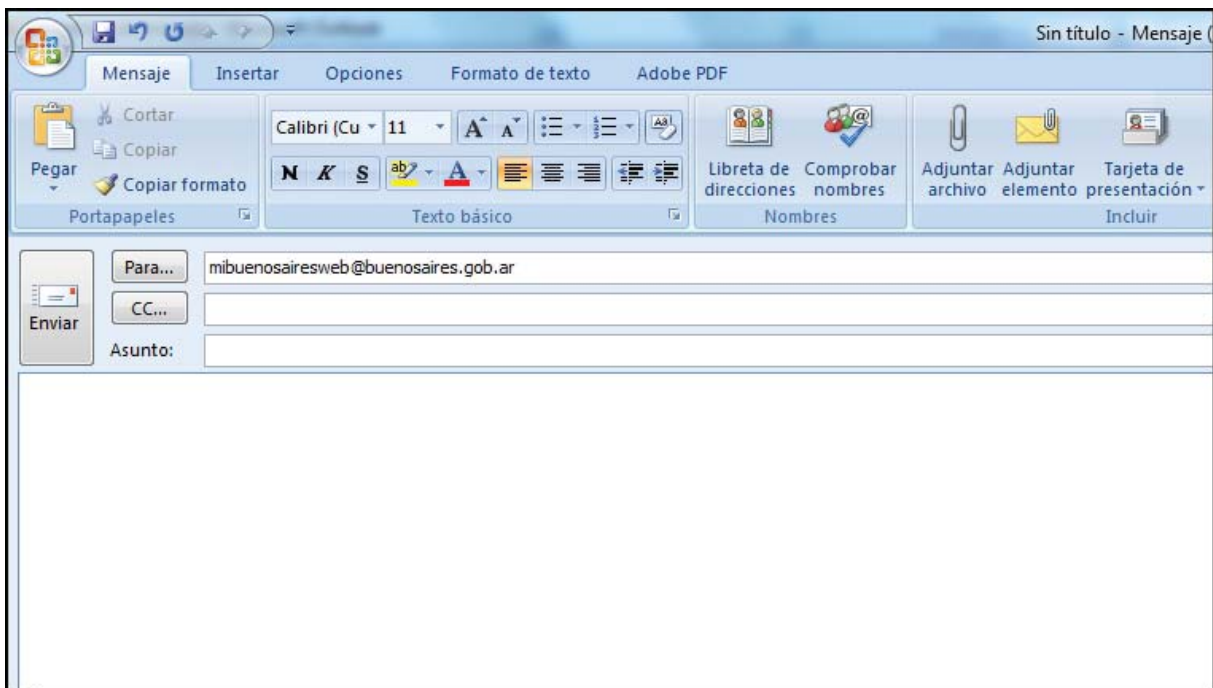 Sin título - Mensaje (
Mensaje Insertar Opciones Formato de texto Adobe PDF
Pegar
Cortar
Copiar
Copiar formato
Portapapeles
Calibri (Cu 11
N K S
Texto básico
Libreta de direcciones
Comprobar nombres
Nombres
Adjuntar archivo
Adjuntar elemento
Tarjeta de presentación
Incluir
Enviar
Para... mibuenosairesweb@buenosaires.gob.ar
CC...
Asunto: